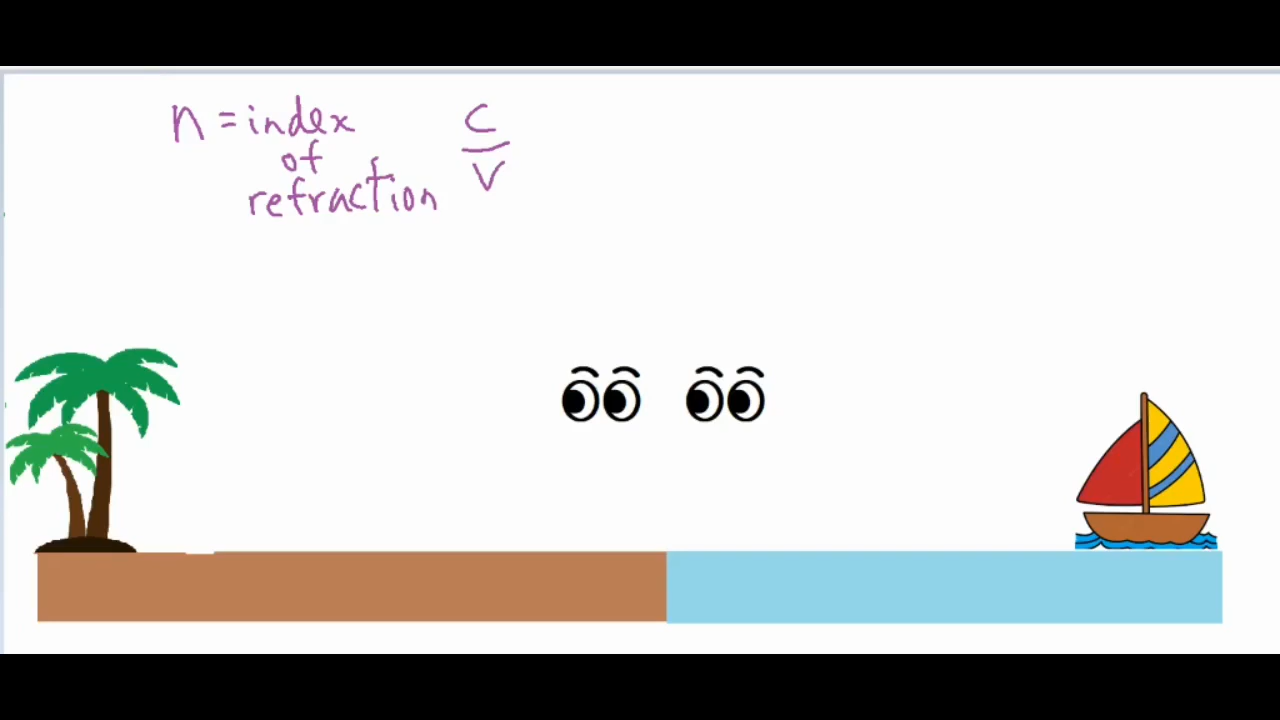 n = index
of
refraction
C
V